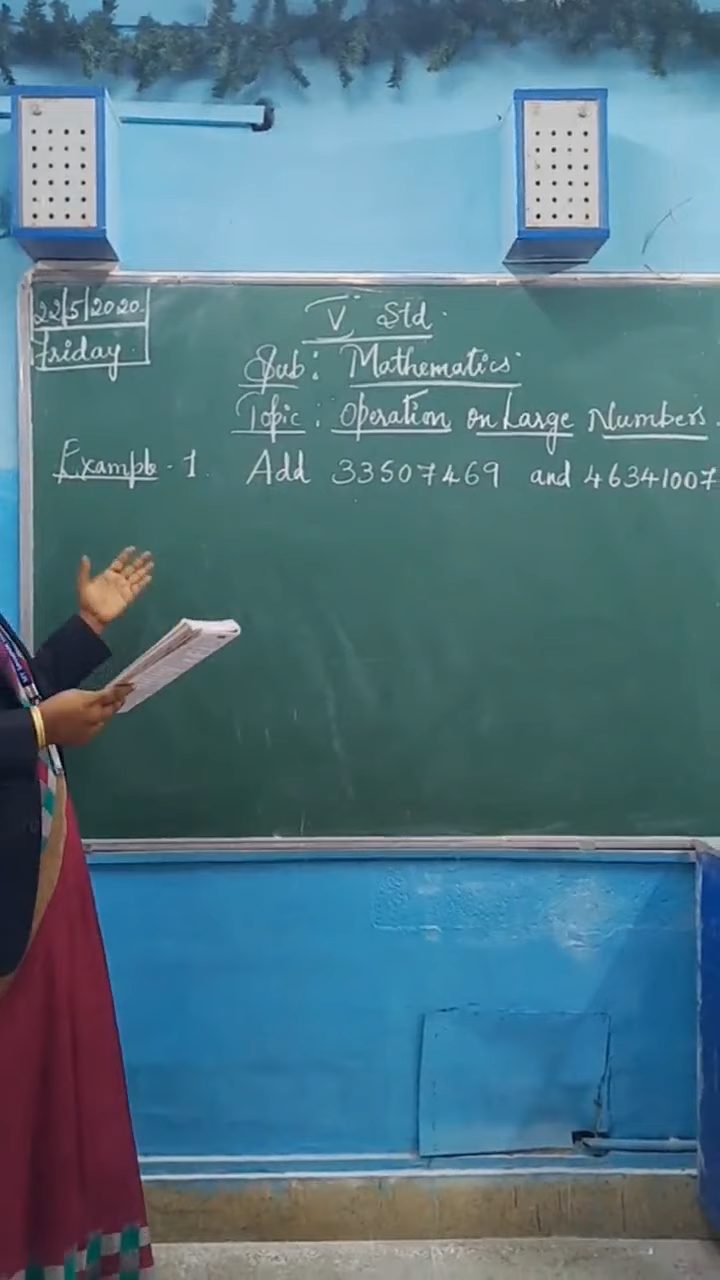 22/5/2020.
Friday.
V Std.
Sub: Mathematics.
Topic: Operation on Large Numbers.
Example-1. Add 33507469 and 46341007